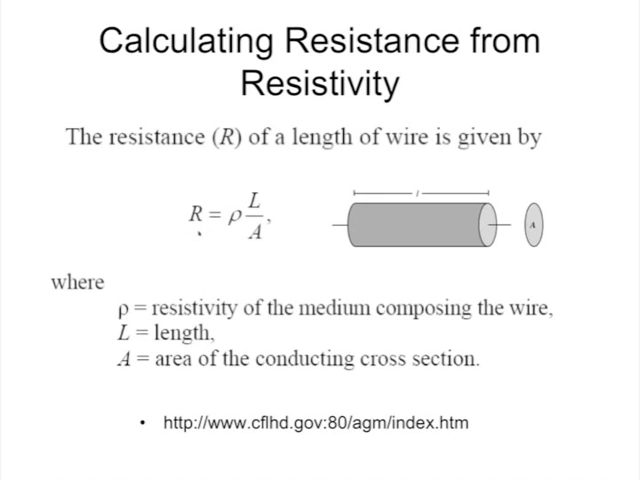 Calculating Resistance from
Resistivity
The resistance (R) of a length of wire is given by
R = ρ L/A,
l
A
where
ρ = resistivity of the medium composing the wire,
L = length,
A = area of the conducting cross section.
• http://www.cflhd.gov:80/agm/index.htm